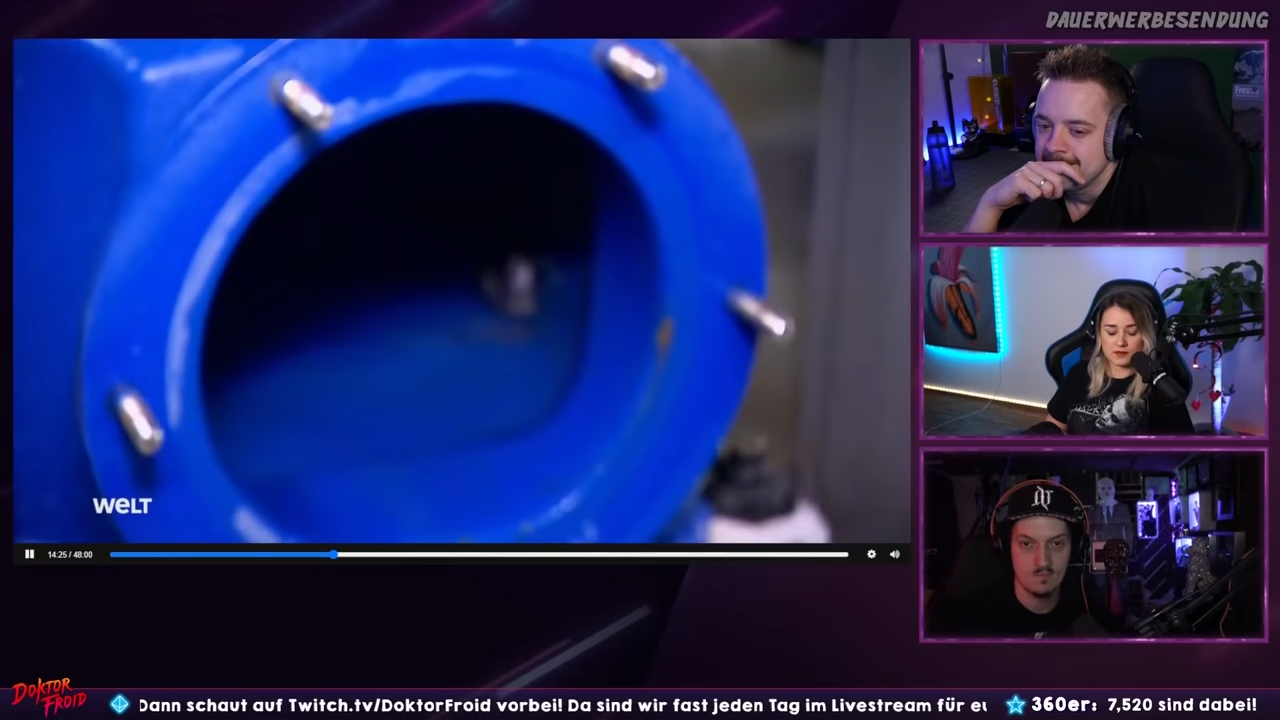 DAUERWERBESENDUNG
WELT
14:25 / 48:00
DOKTOR
FROID
Dann schaut auf Twitch.tv/DoktorFroid vorbei! Da sind wir fast jeden Tag im Livestream für eu
360er: 7,520 sind dabei!